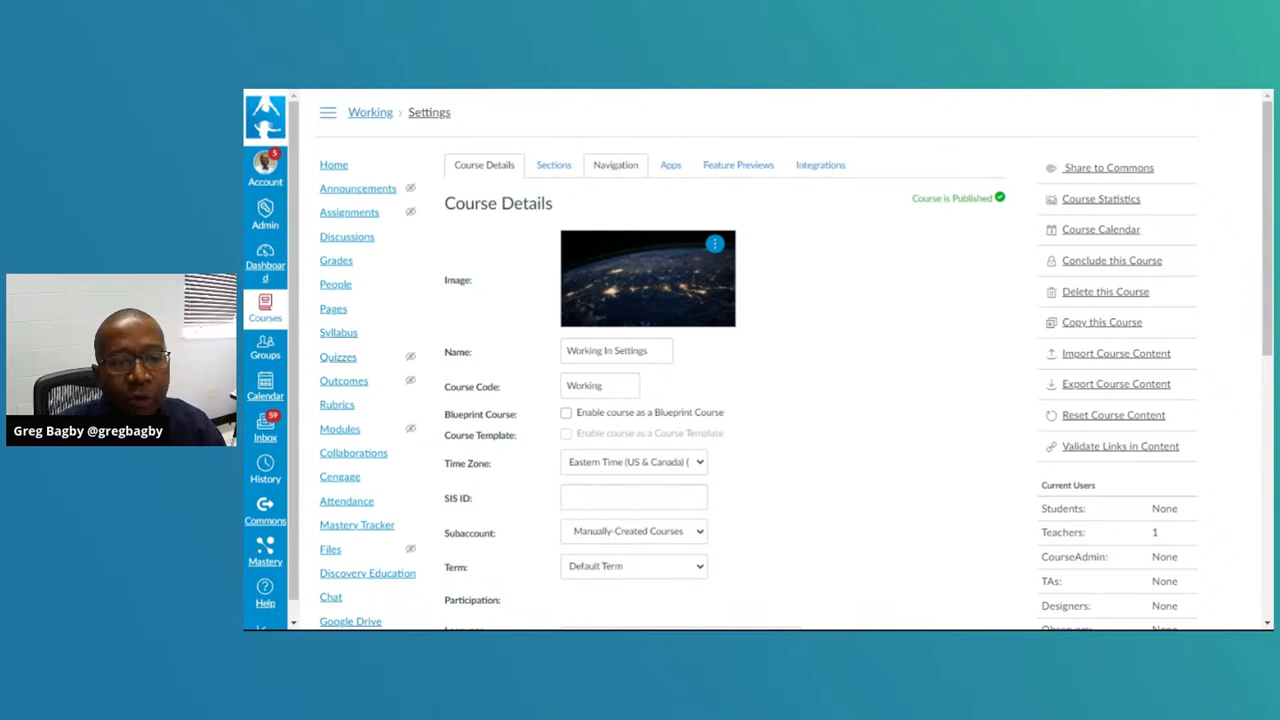 Working › Settings
5
Account
Admin
Dashboar
d
Courses
Groups
Calendar
59
Inbox
History
Commons
Mastery
Help
Home
Announcements
Assignments
Discussions
Grades
People
Pages
Syllabus
Quizzes
Outcomes
Rubrics
Modules
Collaborations
Cengage
Attendance
Mastery Tracker
Files
Discovery Education
Chat
Google Drive
Course Details Sections Navigation Apps Feature Previews Integrations
Course Details
Course is Published
Image:
Name: Working In Settings
Course Code: Working
Blueprint Course: Enable course as a Blueprint Course
Course Template: Enable course as a Course Template
Time Zone: Eastern Time (US & Canada) (
SIS ID:
Subaccount: Manually-Created Courses
Term: Default Term
Participation:
Share to Commons
Course Statistics
Course Calendar
Conclude this Course
Delete this Course
Copy this Course
Import Course Content
Export Course Content
Reset Course Content
Validate Links in Content
Current Users
Students: None
Teachers: 1
CourseAdmin: None
TAs: None
Designers: None
Greg Bagby @gregbagby